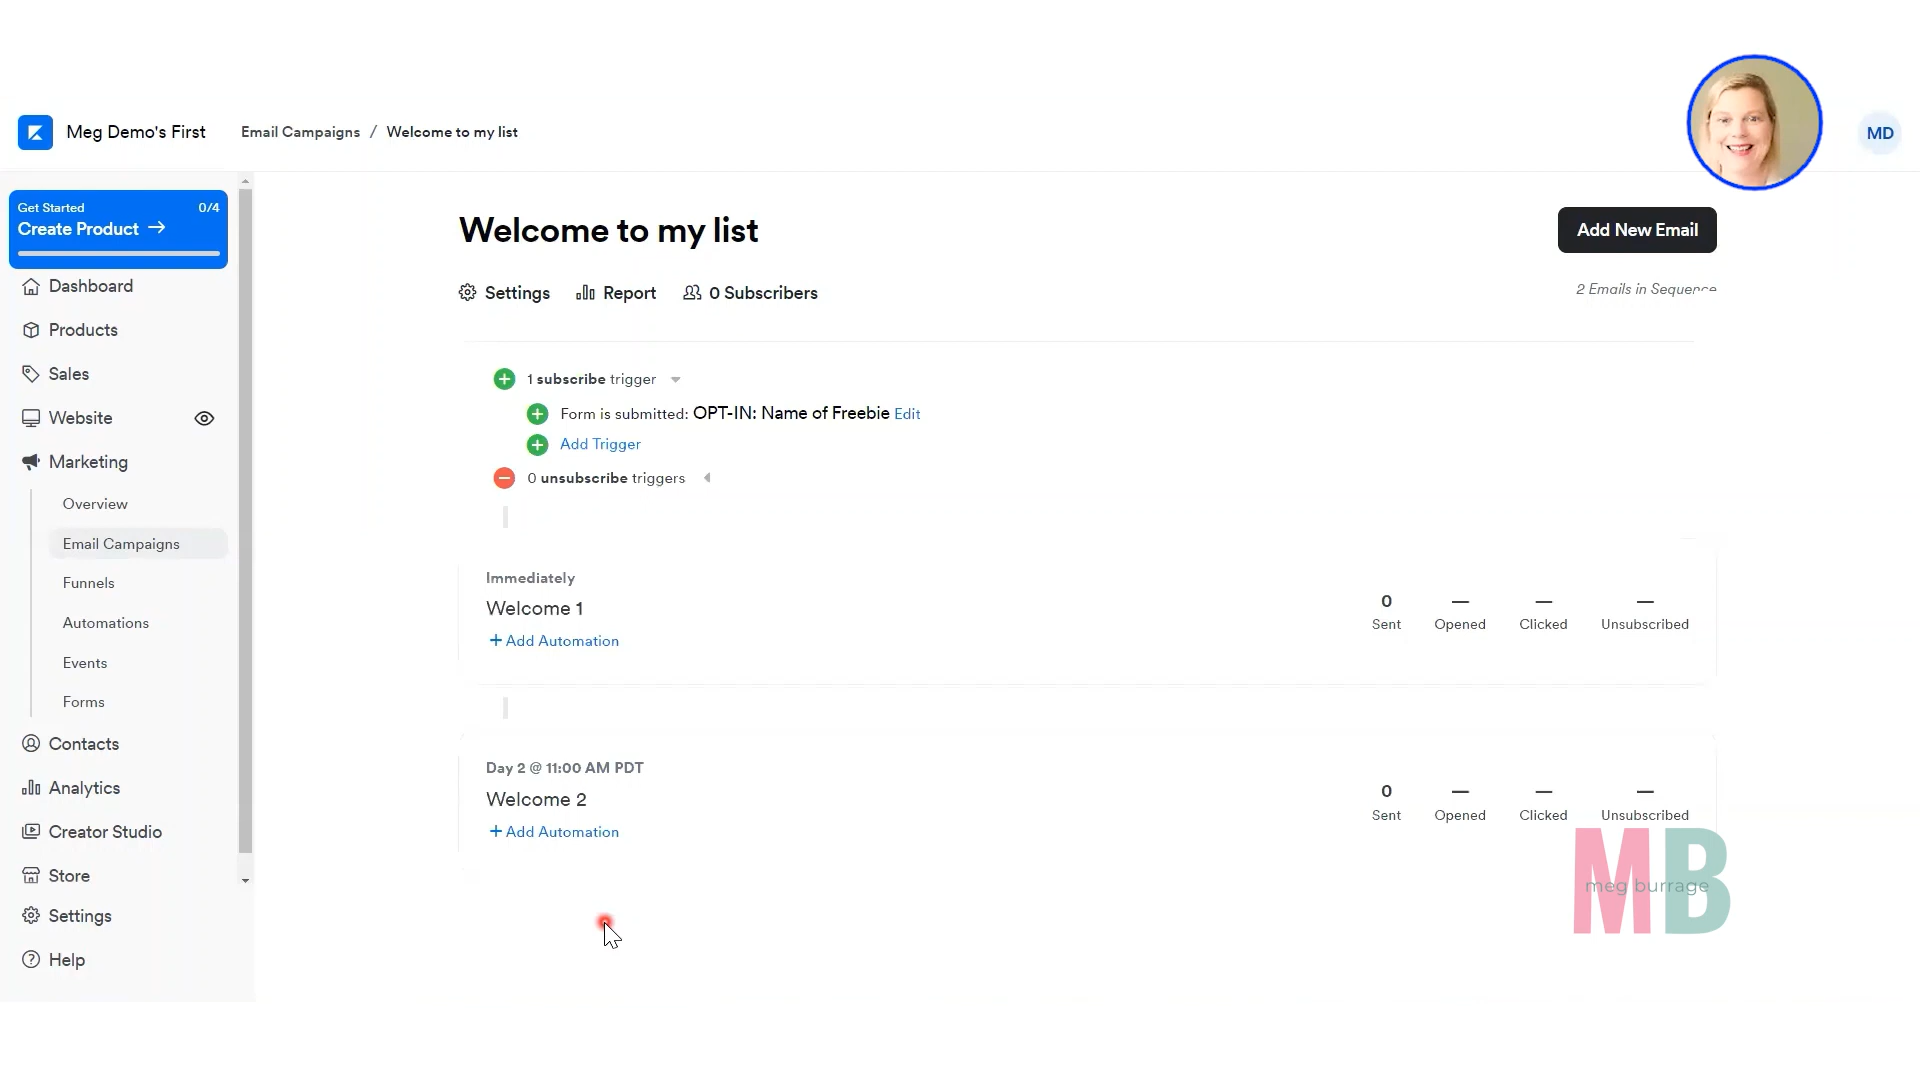 Meg Demo's First
Email Campaigns / Welcome to my list
MD
Get Started 0/4
Create Product →
Dashboard
Products
Sales
Website
Marketing
Overview
Email Campaigns
Funnels
Automations
Events
Forms
Contacts
Analytics
Creator Studio
Store
Settings
Help
Welcome to my list
Add New Email
Settings Report 0 Subscribers
2 Emails in Sequence
1 subscribe trigger
Form is submitted: OPT-IN: Name of Freebie Edit
Add Trigger
0 unsubscribe triggers
Immediately
Welcome 1
+ Add Automation
0 — — —
Sent Opened Clicked Unsubscribed
Day 2 @ 11:00 AM PDT
Welcome 2
+ Add Automation
0 — — —
Sent Opened Clicked Unsubscribed
MB
meg burrage